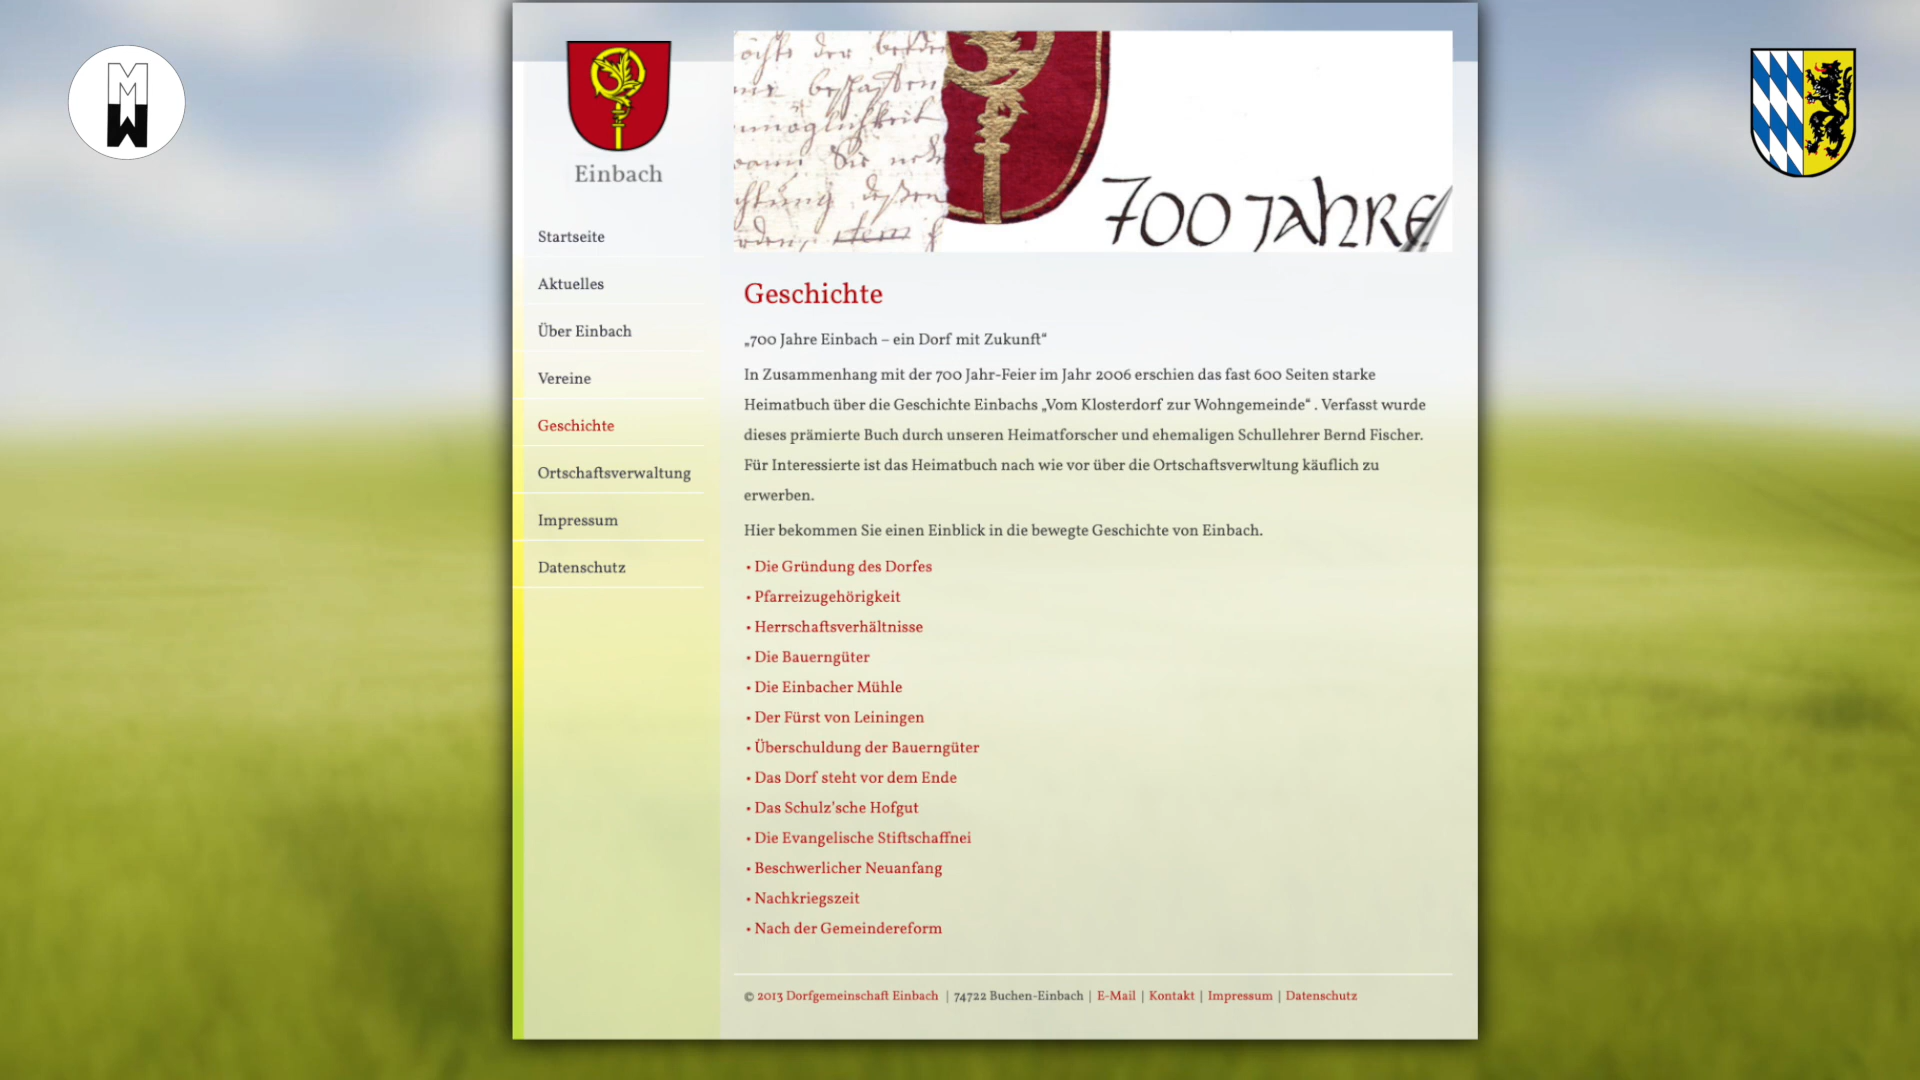 MW
Einbach
700 JAHRE
Startseite
Aktuelles
Über Einbach
Vereine
Geschichte
Ortschaftsverwaltung
Impressum
Datenschutz
Geschichte
„700 Jahre Einbach – ein Dorf mit Zukunft“
In Zusammenhang mit der 700 Jahr-Feier im Jahr 2006 erschien das fast 600 Seiten starke
Heimatbuch über die Geschichte Einbachs „Vom Klosterdorf zur Wohngemeinde“ . Verfasst wurde
dieses prämierte Buch durch unseren Heimatforscher und ehemaligen Schullehrer Bernd Fischer.
Für Interessierte ist das Heimatbuch nach wie vor über die Ortschaftsverwltung käuflich zu
erwerben.
Hier bekommen Sie einen Einblick in die bewegte Geschichte von Einbach.
• Die Gründung des Dorfes
• Pfarreizugehörigkeit
• Herrschaftsverhältnisse
• Die Bauerngüter
• Die Einbacher Mühle
• Der Fürst von Leiningen
• Überschuldung der Bauerngüter
• Das Dorf steht vor dem Ende
• Das Schulz’sche Hofgut
• Die Evangelische Stiftschaffnei
• Beschwerlicher Neuanfang
• Nachkriegszeit
• Nach der Gemeindereform
© 2013 Dorfgemeinschaft Einbach | 74722 Buchen-Einbach | E-Mail | Kontakt | Impressum | Datenschutz